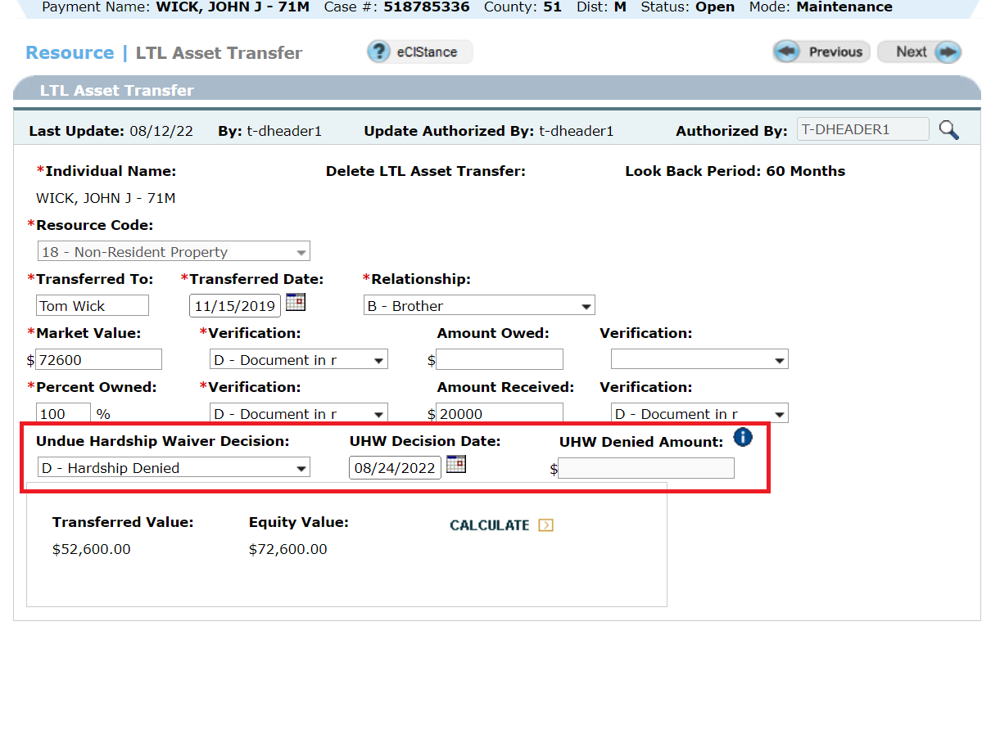 Payment Name: WICK, JOHN J - 71M Case #: 518785336 County: 51 Dist: M Status: Open Mode: Maintenance
Resource | LTL Asset Transfer ? eCIStance Previous Next
LTL Asset Transfer
Last Update: 08/12/22 By: t-dheader1 Update Authorized By: t-dheader1 Authorized By: T-DHEADER1
*Individual Name: Delete LTL Asset Transfer: Look Back Period: 60 Months
WICK, JOHN J - 71M
*Resource Code:
18 - Non-Resident Property
*Transferred To: *Transferred Date: *Relationship:
Tom Wick 11/15/2019 B - Brother
*Market Value: *Verification: Amount Owed: Verification:
$ 72600 D - Document in r $
*Percent Owned: *Verification: Amount Received: Verification:
100 % D - Document in r $ 20000 D - Document in r
Undue Hardship Waiver Decision: UHW Decision Date: UHW Denied Amount: i
D - Hardship Denied 08/24/2022 $
Transferred Value: Equity Value: CALCULATE
$52,600.00 $72,600.00